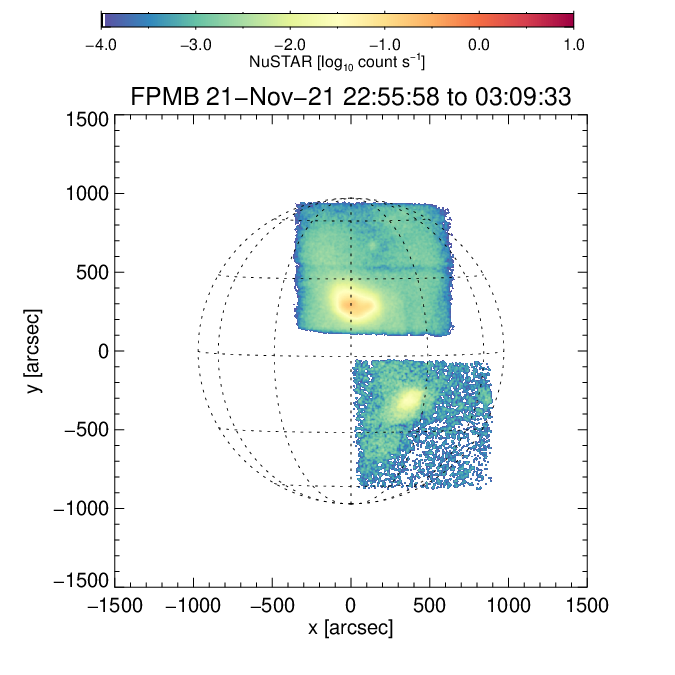 −4.0 −3.0 −2.0 −1.0 0.0 1.0
NuSTAR [log₁₀ count s⁻¹]
FPMB 21−Nov−21 22:55:58 to 03:09:33
1500
1000
500
0
−500
−1000
−1500
y [arcsec]
−1500 −1000 −500 0 500 1000 1500
x [arcsec]